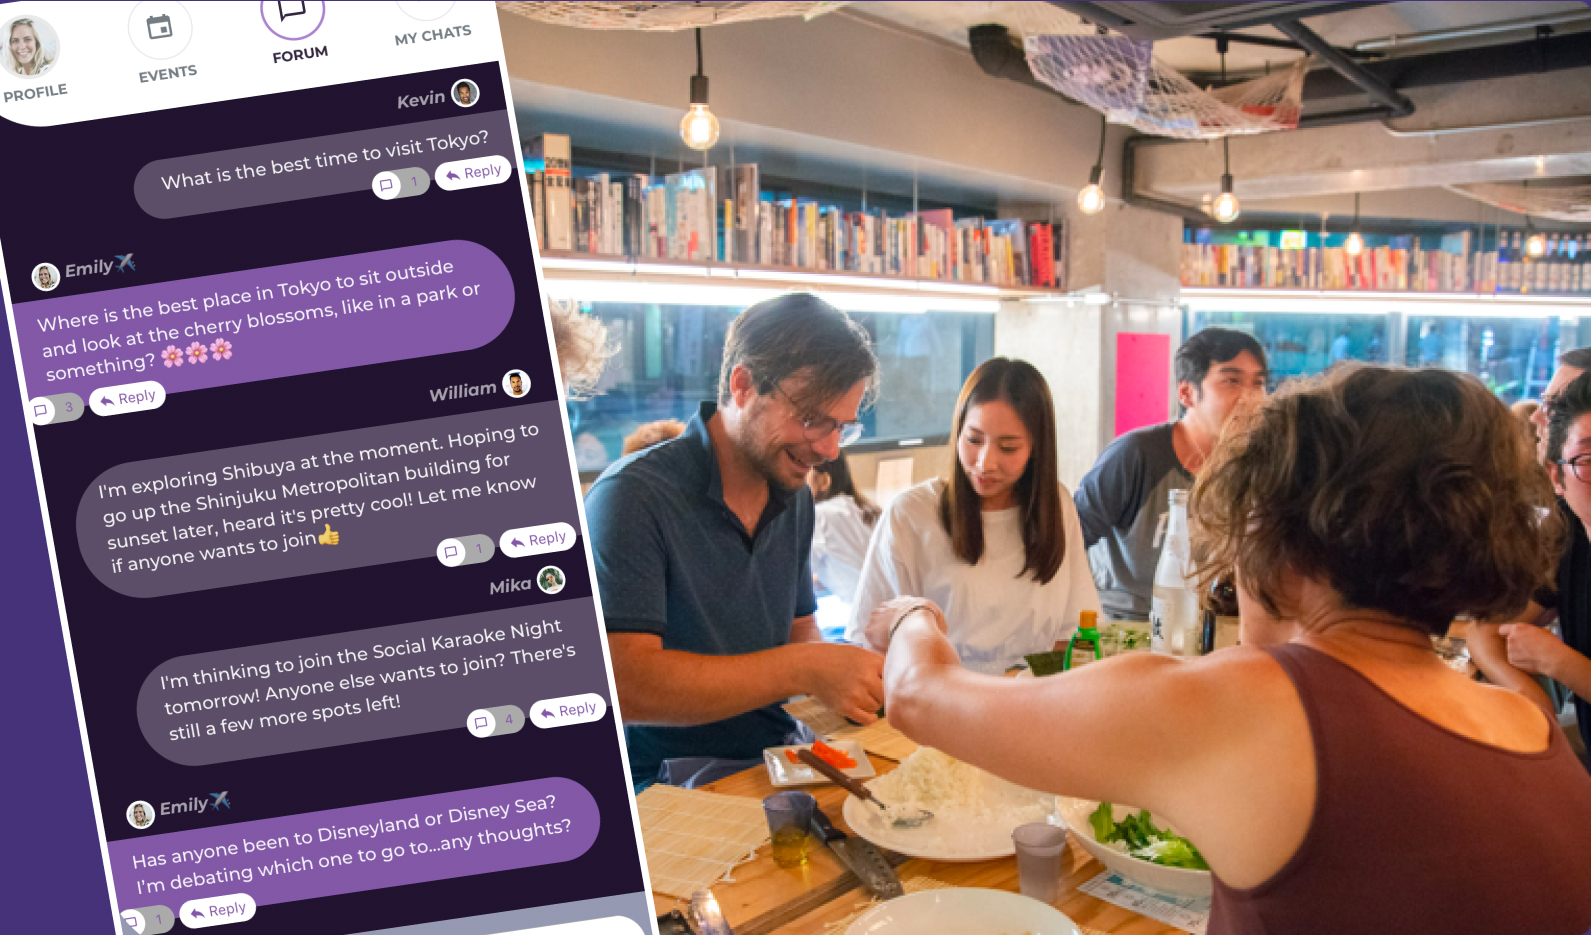 PROFILE
EVENTS
FORUM
MY CHATS
Kevin
What is the best time to visit Tokyo?
1
Reply
Emily✈️
Where is the best place in Tokyo to sit outside
and look at the cherry blossoms, like in a park or
something? 🌸🌸🌸
3
Reply
William
I'm exploring Shibuya at the moment. Hoping to
go up the Shinjuku Metropolitan building for
sunset later, heard it's pretty cool! Let me know
if anyone wants to join👍
1
Reply
Mika
I'm thinking to join the Social Karaoke Night
tomorrow! Anyone else wants to join? There's
still a few more spots left!
4
Reply
Emily✈️
Has anyone been to Disneyland or Disney Sea?
I'm debating which one to go to...any thoughts?
1
Reply